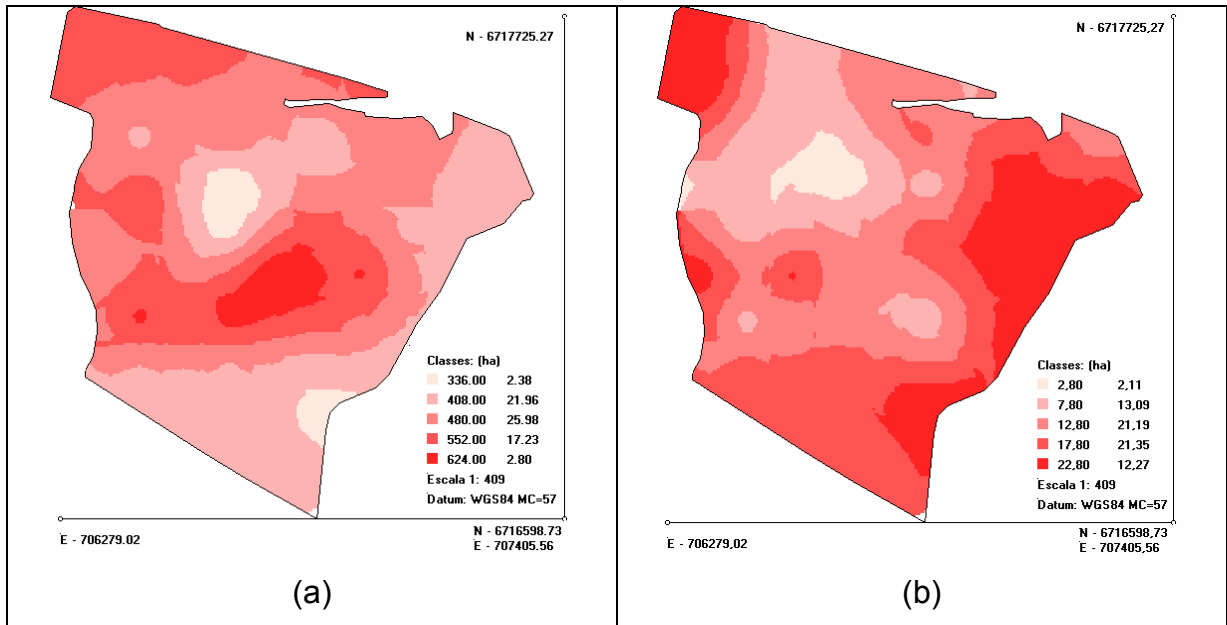 N - 6717725.27
Classes: (ha)
336.00 2.38
408.00 21.96
480.00 25.98
552.00 17.23
624.00 2.80
Escala 1: 409
Datum: WGS84 MC=57
E - 706279.02
N - 6716598.73
E - 707405.56
(a)
N - 6717725,27
Classes: (ha)
2,80 2,11
7,80 13,09
12,80 21,19
17,80 21,35
22,80 12,27
Escala 1: 409
Datum: WGS84 MC=57
E - 706279,02
N - 6716598,73
E - 707405,56
(b)